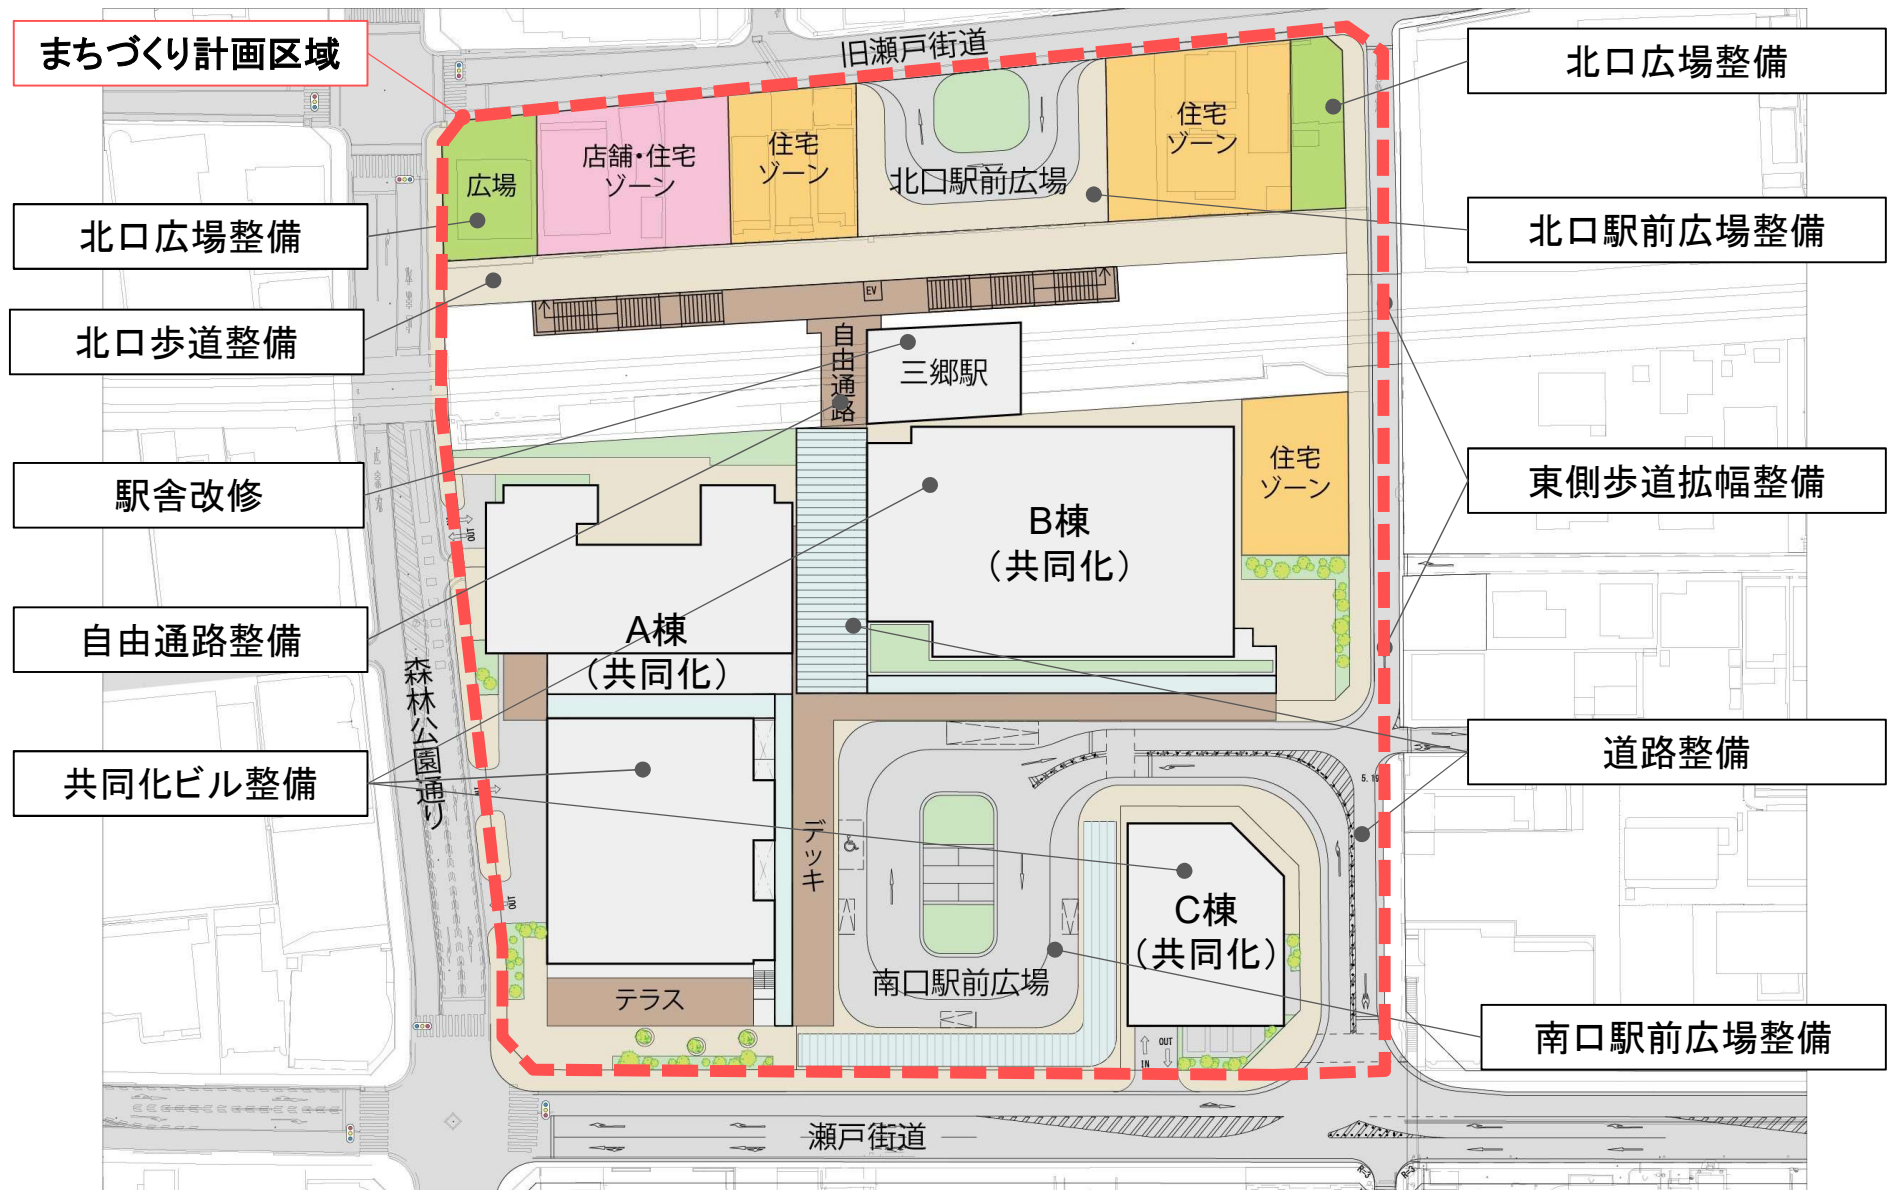 まちづくり計画区域
旧瀬戸街道
北口広場整備
店舗・住宅
ゾーン
住宅
ゾーン
住宅
ゾーン
広場
北口駅前広場
北口広場整備
北口駅前広場整備
EV
北口歩道整備
自由通路
三郷駅
駅舎改修
住宅
ゾーン
東側歩道拡幅整備
OUT
B棟
(共同化)
自由通路整備
A棟
(共同化)
森林公園通り
共同化ビル整備
道路整備
5.19
IN
デッキ
OUT
C棟
(共同化)
南口駅前広場
テラス
南口駅前広場整備
OUT
IN
瀬戸街道
R=3
R=3